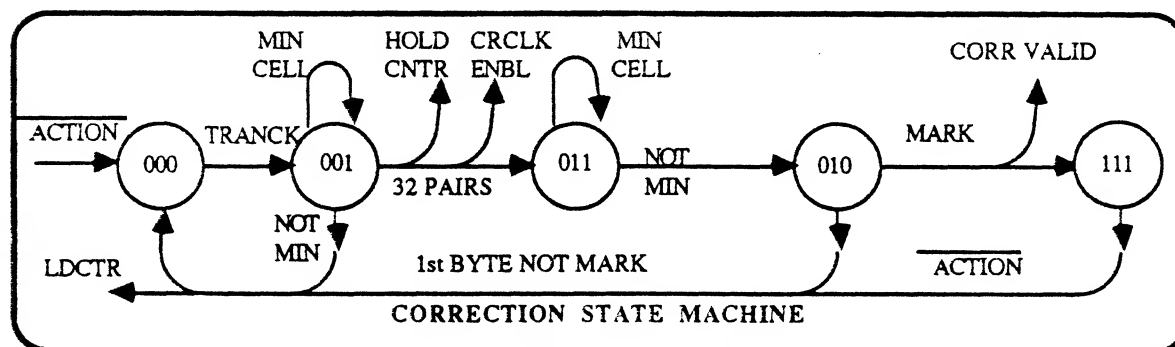 MIN CELL
HOLD CNTR
CRCLK ENBL
MIN CELL
CORR VALID
ACTION
TRANCK
MARK
000
001
011
010
111
32 PAIRS
NOT MIN
NOT MIN
LDCTR
1st BYTE NOT MARK
ACTION
CORRECTION STATE MACHINE